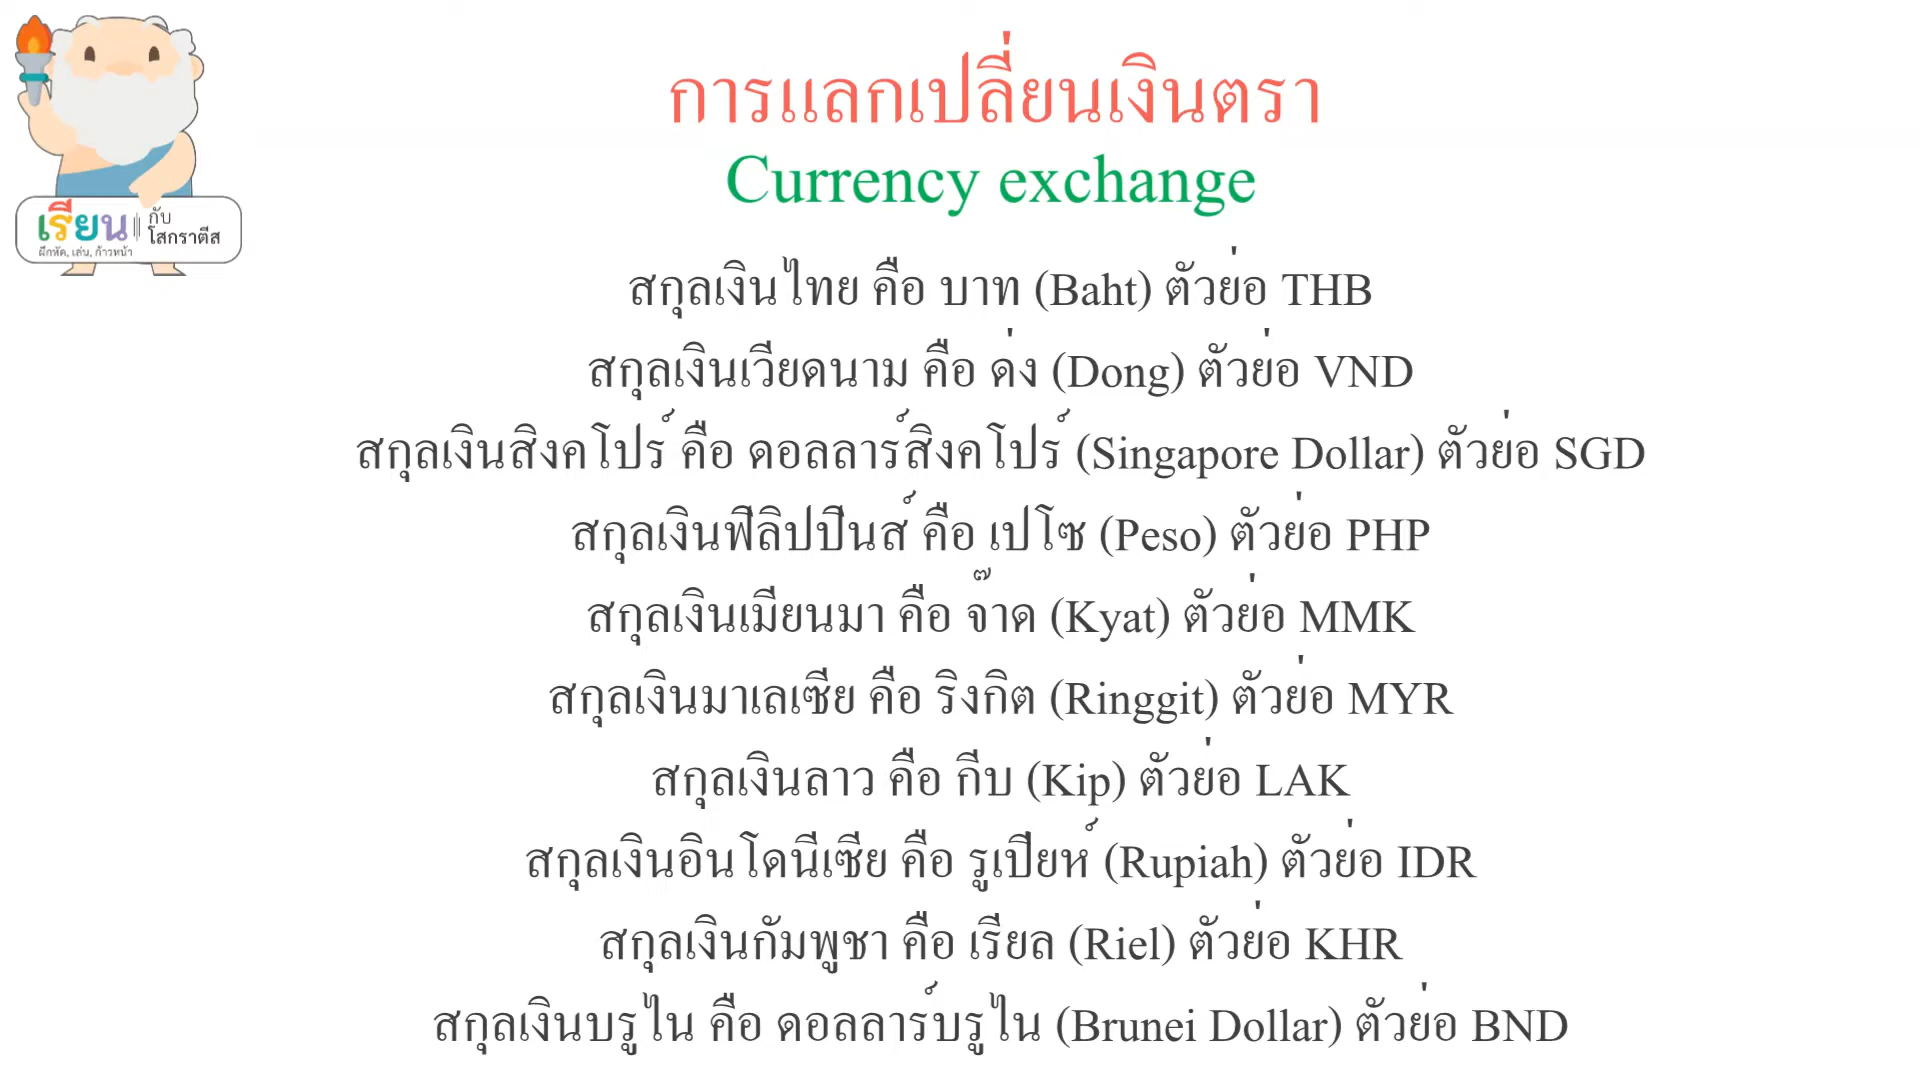 การแลกเปลี่ยนเงินตรา
Currency exchange
เรียน กับ โสกราตีส
ฝึกหัด, เล่น, ก้าวหน้า
สกุลเงินไทย คือ บาท (Baht) ตัวย่อ THB
สกุลเงินเวียดนาม คือ ด่ง (Dong) ตัวย่อ VND
สกุลเงินสิงคโปร์ คือ ดอลลาร์สิงคโปร์ (Singapore Dollar) ตัวย่อ SGD
สกุลเงินฟิลิปปินส์ คือ เปโซ (Peso) ตัวย่อ PHP
สกุลเงินเมียนมา คือ จ๊าด (Kyat) ตัวย่อ MMK
สกุลเงินมาเลเซีย คือ ริงกิต (Ringgit) ตัวย่อ MYR
สกุลเงินลาว คือ กีบ (Kip) ตัวย่อ LAK
สกุลเงินอินโดนีเซีย คือ รูเปียห์ (Rupiah) ตัวย่อ IDR
สกุลเงินกัมพูชา คือ เรียล (Riel) ตัวย่อ KHR
สกุลเงินบรูไน คือ ดอลลาร์บรูไน (Brunei Dollar) ตัวย่อ BND